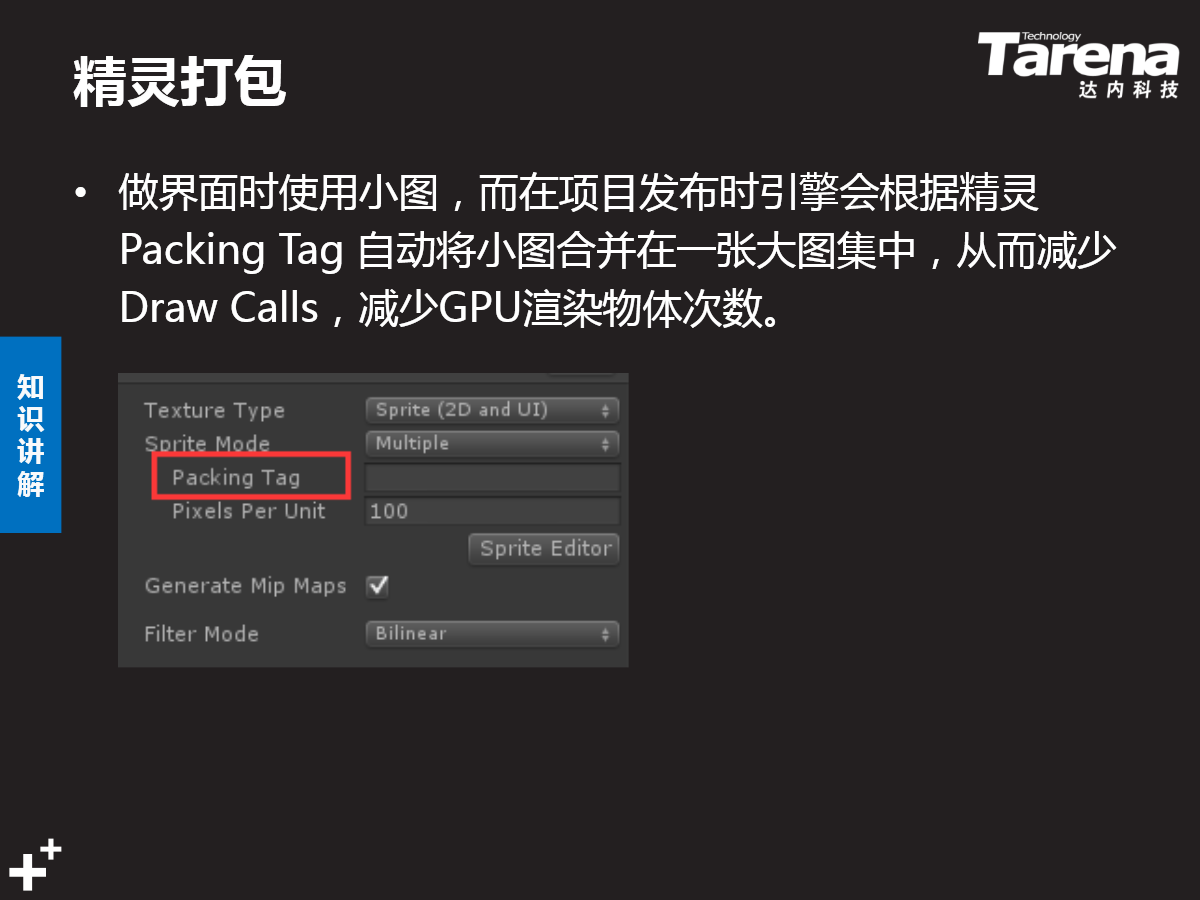 Technology
Tarena
达内科技
精灵打包
• 做界面时使用小图，而在项目发布时引擎会根据精灵
Packing Tag 自动将小图合并在一张大图集中，从而减少
Draw Calls，减少GPU渲染物体次数。
知识讲解
Texture Type Sprite (2D and UI)
Sprite Mode Multiple
Packing Tag
Pixels Per Unit 100
Sprite Editor
Generate Mip Maps
Filter Mode Bilinear